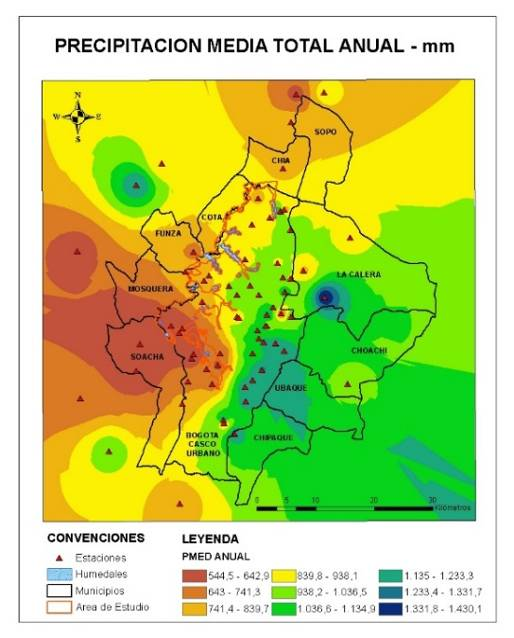 PRECIPITACION MEDIA TOTAL ANUAL - mm
N
W E
S
SOPO
CHIA
COTA
FUNZA
LA CALERA
MOSQUERA
CHOACHI
SOACHA
UBAQUE
BOGOTA
CASCO
URBANO
CHIPAQUE
0 5 10 20 30
Kilómetros
CONVENCIONES
Estaciones
Humedales
Municipios
Area de Estudio
LEYENDA
PMED ANUAL
544,5 - 642,9
643 - 741,3
741,4 - 839,7
839,8 - 938,1
938,2 - 1.036,5
1.036,6 - 1.134,9
1.135 - 1.233,3
1.233,4 - 1.331,7
1.331,8 - 1.430,1